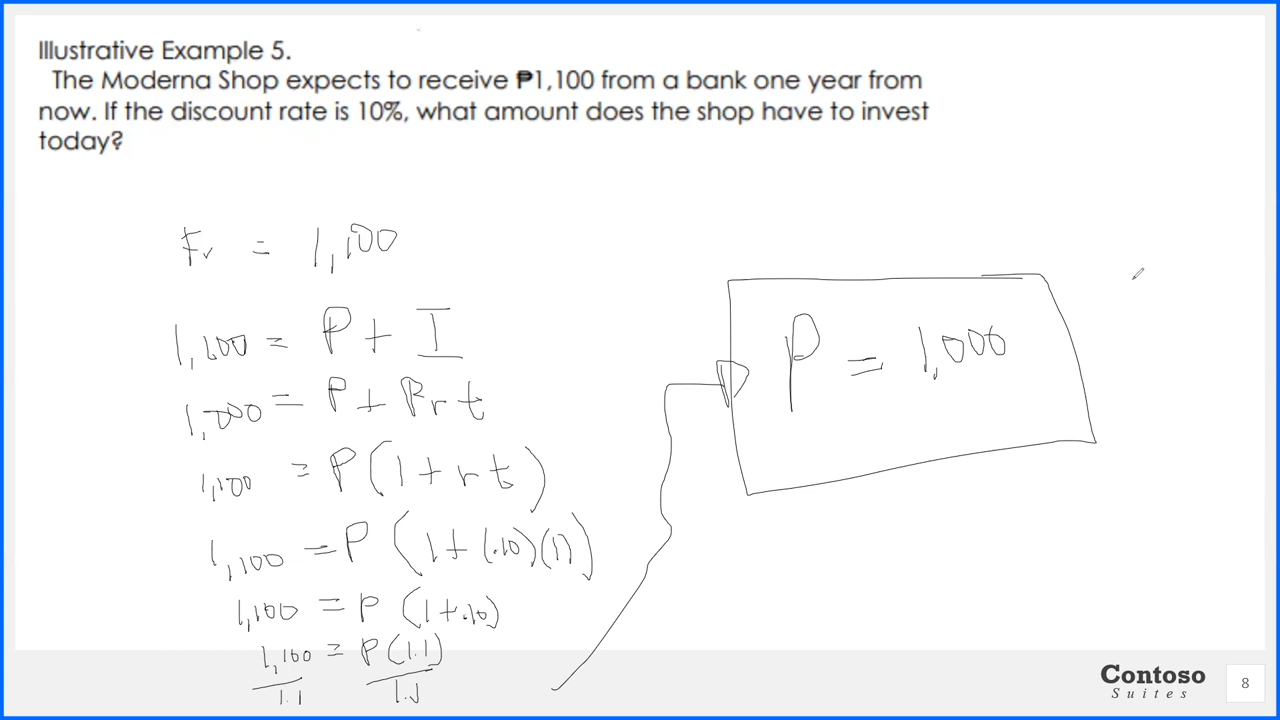 Illustrative Example 5.
The Moderna Shop expects to receive ₱1,100 from a bank one year from
now. If the discount rate is 10%, what amount does the shop have to invest
today?
Fv = 1,100
1,100 = P + I
1,000 = P + Prt
1,100 = P(1 + rt)
1,100 = P (1 + (.10)(1))
1,100 = P (1 + .10)
1,100 = P(1.1)
1.1 1.1
P = 1,000
Contoso
Suites
8